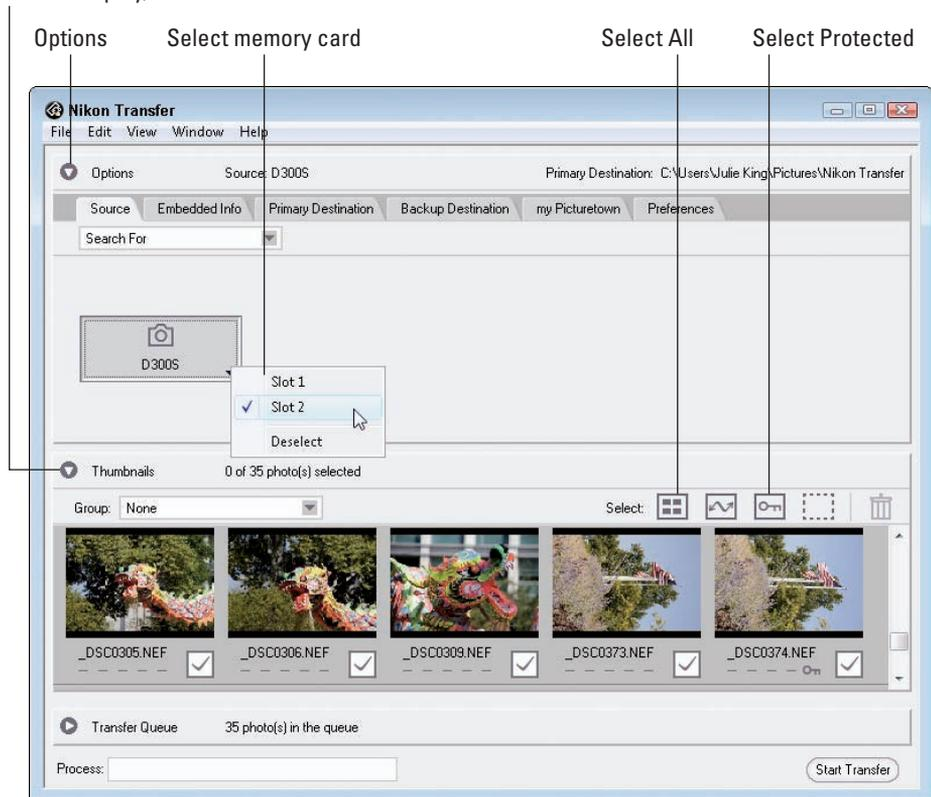 Options Select memory card Select All Select Protected
Nikon Transfer
File Edit View Window Help
Options Source: D300S Primary Destination: C:\Users\Julie King\Pictures\Nikon Transfer
Source Embedded Info Primary Destination Backup Destination my Picturetown Preferences
Search For
D300S
Slot 1
Slot 2
Deselect
Thumbnails 0 of 35 photo(s) selected
Group: None Select:
_DSC0305.NEF _DSC0306.NEF _DSC0309.NEF _DSC0373.NEF _DSC0374.NEF
Transfer Queue 35 photo(s) in the queue
Process: Start Transfer